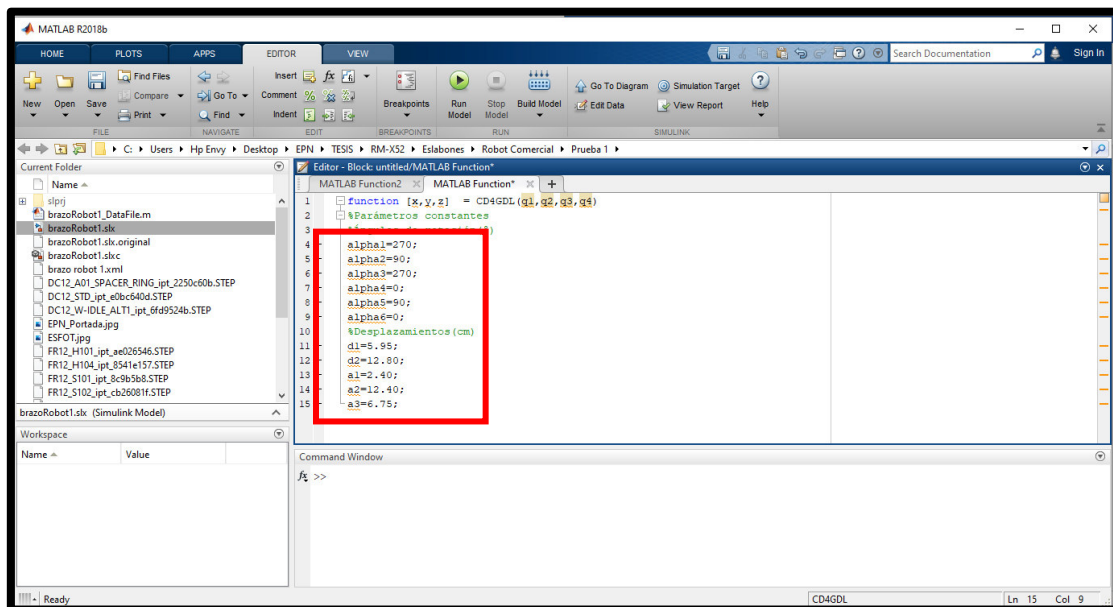 MATLAB R2018b
HOME PLOTS APPS EDITOR VIEW Search Documentation Sign In
New Open Save Find Files Compare Print
FILE
Go To Find
NAVIGATE
Insert fx
Comment
Indent
EDIT
Breakpoints
BREAKPOINTS
Run Model Stop Model Build Model
RUN
Go To Diagram Simulation Target
Edit Data View Report Help
SIMULINK
C: Users Hp Envy Desktop EPN TESIS RM-X52 Eslabones Robot Comercial Prueba 1
Current Folder
Name
slprj
brazoRobot1_DataFile.m
brazoRobot1.slx
brazoRobot1.slx.original
brazoRobot1.slxc
brazo robot 1.xml
DC12_A01_SPACER_RING_ipt_2250c60b.STEP
DC12_STD_ipt_e0bc640d.STEP
DC12_W-IDLE_ALT1_ipt_6fd9524b.STEP
EPN_Portada.jpg
ESFOT.jpg
FR12_H101_ipt_ae026546.STEP
FR12_H104_ipt_8541e157.STEP
FR12_S101_ipt_8c9b5b8.STEP
FR12_S102_ipt_cb26081f.STEP
brazoRobot1.slx (Simulink Model)
Workspace
Name Value
Editor - Block: untitled/MATLAB Function*
MATLAB Function2 MATLAB Function*
1 function [x,y,z] = CD4GDL(q1,q2,q3,q4)
2 %Parámetros constantes
3
4 alpha1=270;
5 alpha2=90;
6 alpha3=270;
7 alpha4=0;
8 alpha5=90;
9 alpha6=0;
10 %Desplazamientos(cm)
11 d1=5.95;
12 d2=12.80;
13 a1=2.40;
14 a2=12.40;
15 a3=6.75;
Command Window
fx >>
Ready CD4GDL Ln 15 Col 9